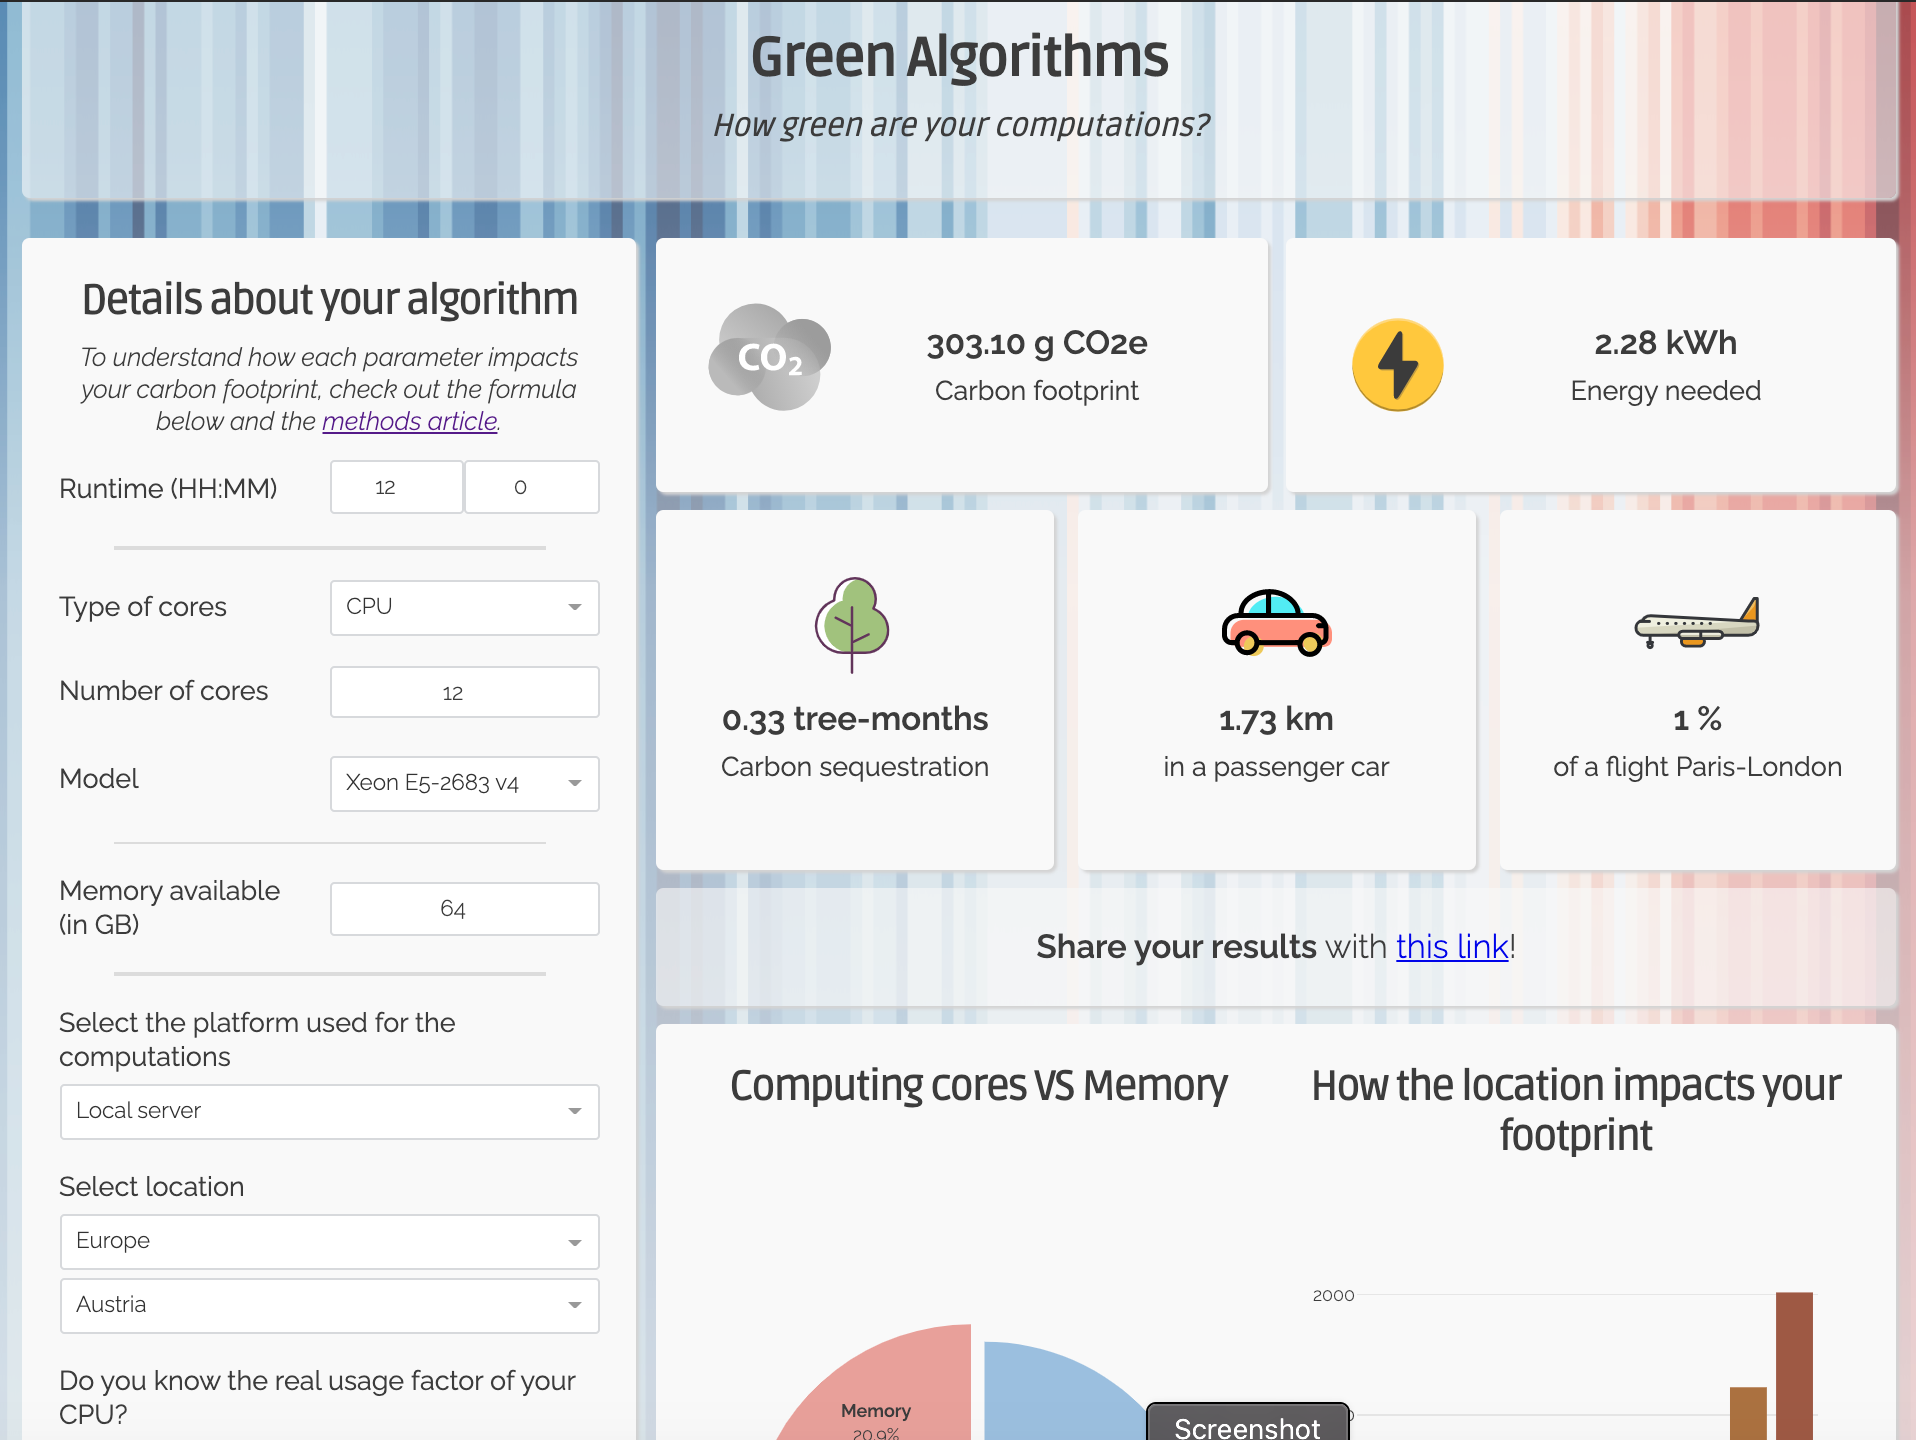 Green Algorithms
How green are your computations?
Details about your algorithm
To understand how each parameter impacts
your carbon footprint, check out the formula
below and the methods article.
Runtime (HH:MM)
12
0
Type of cores
CPU
Number of cores
12
Model
Xeon E5-2683 v4
Memory available
(in GB)
64
Select the platform used for the
computations
Local server
Select location
Europe
Austria
Do you know the real usage factor of your
CPU?
CO2
303.10 g CO2e
Carbon footprint
2.28 kWh
Energy needed
0.33 tree-months
Carbon sequestration
1.73 km
in a passenger car
1 %
of a flight Paris-London
Share your results with this link!
Computing cores VS Memory
Memory
20.9%
How the location impacts your
footprint
2000
Screenshot